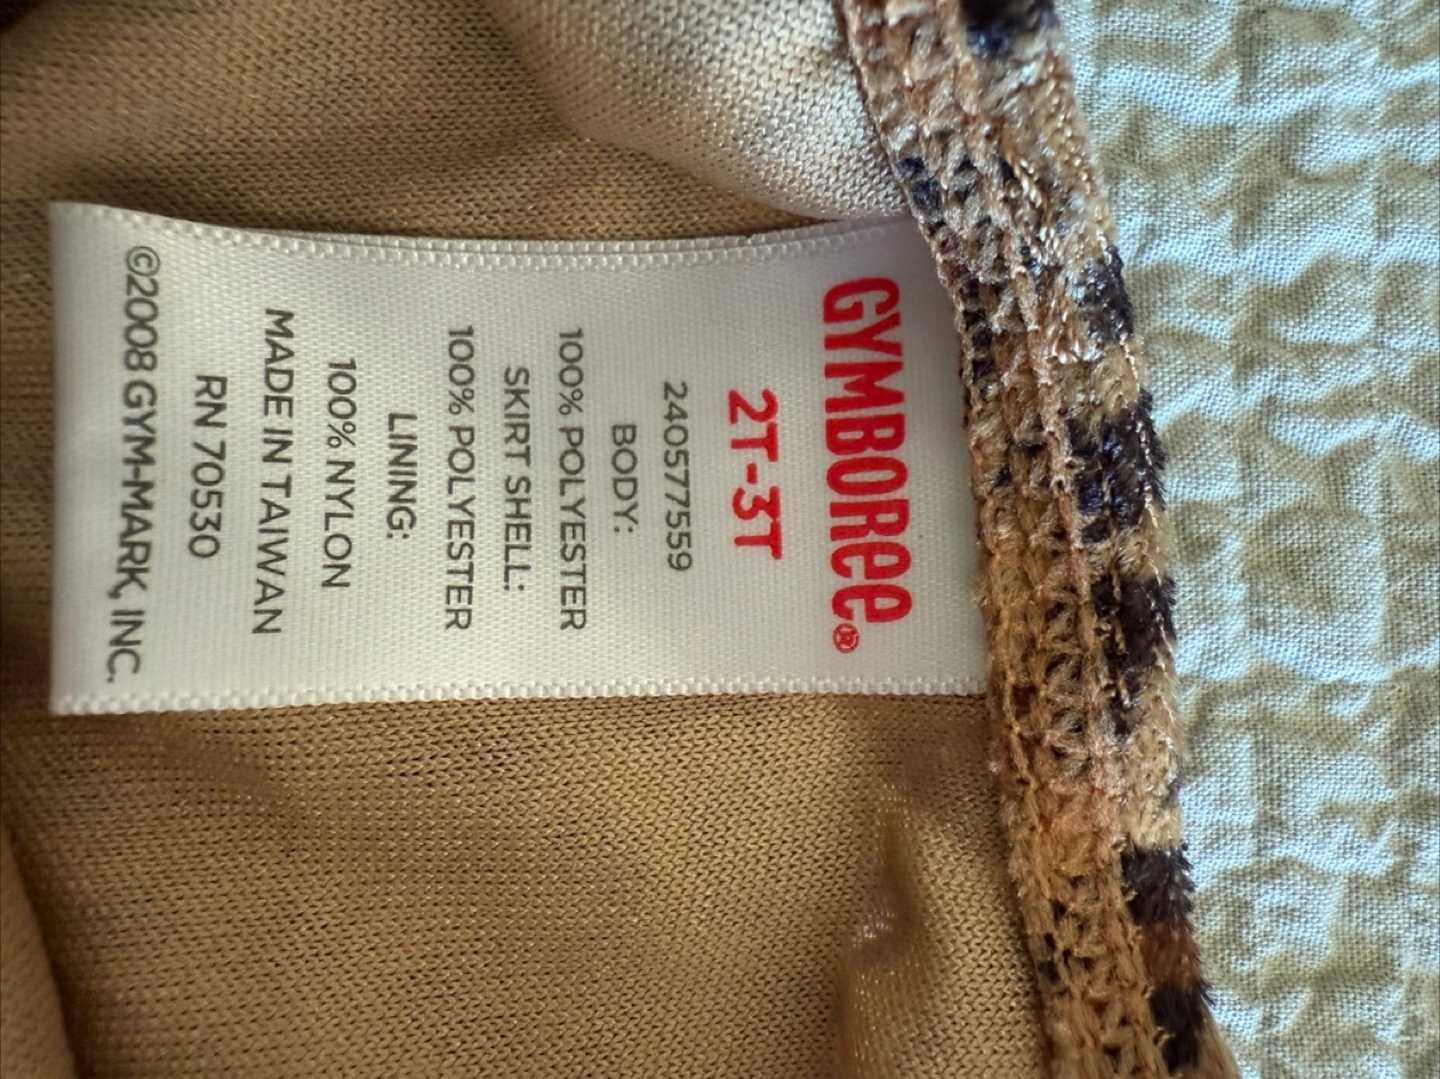 GYMBOREE®
2T-3T
240577559
BODY:
100% POLYESTER
SKIRT SHELL:
100% POLYESTER
LINING:
100% NYLON
MADE IN TAIWAN
RN 70530
©2008 GYM-MARK, INC.